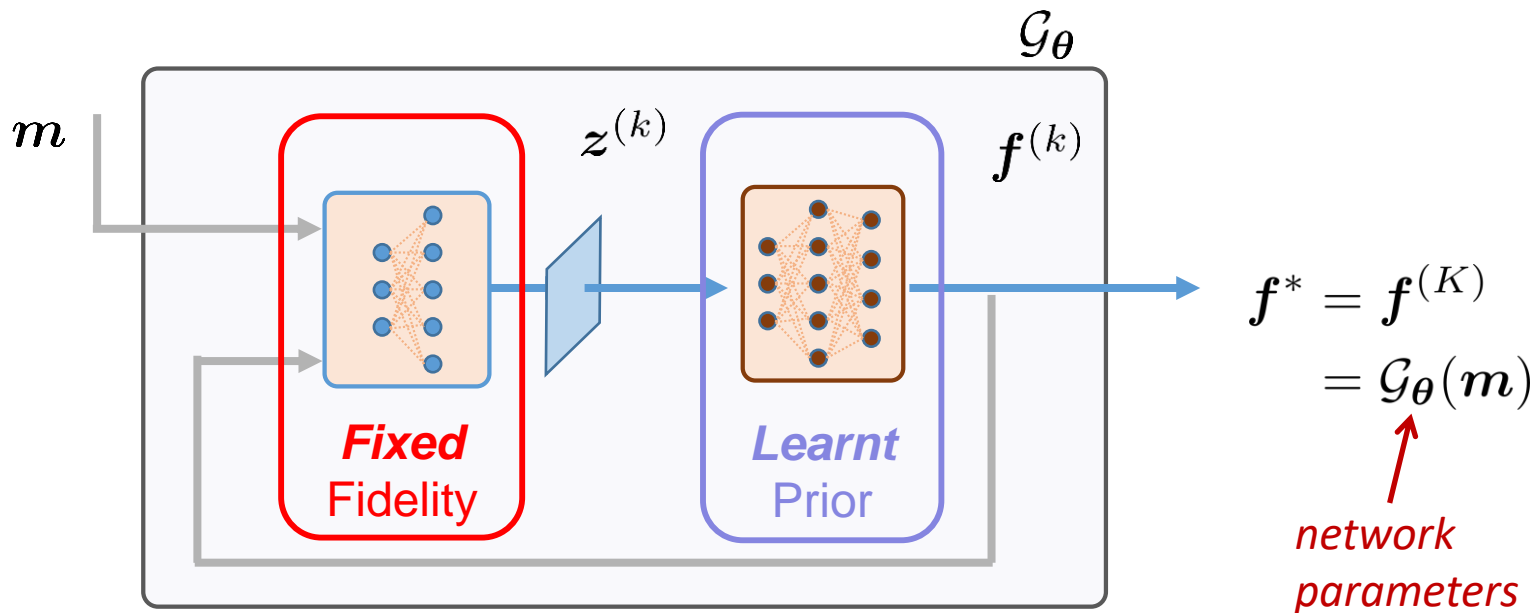 𝒢_𝜽
𝒎
𝒛^(k)
𝒇^(k)
Fixed
Fidelity
Learnt
Prior
𝒇* = 𝒇^(K)
= 𝒢_𝜽(𝒎)
network
parameters